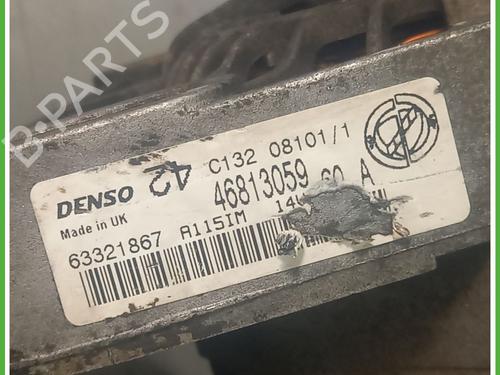 C132 08101/1
DENSO 42 46813059 60 A
Made in UK
63321867 A115IM 14V
B-PARTS